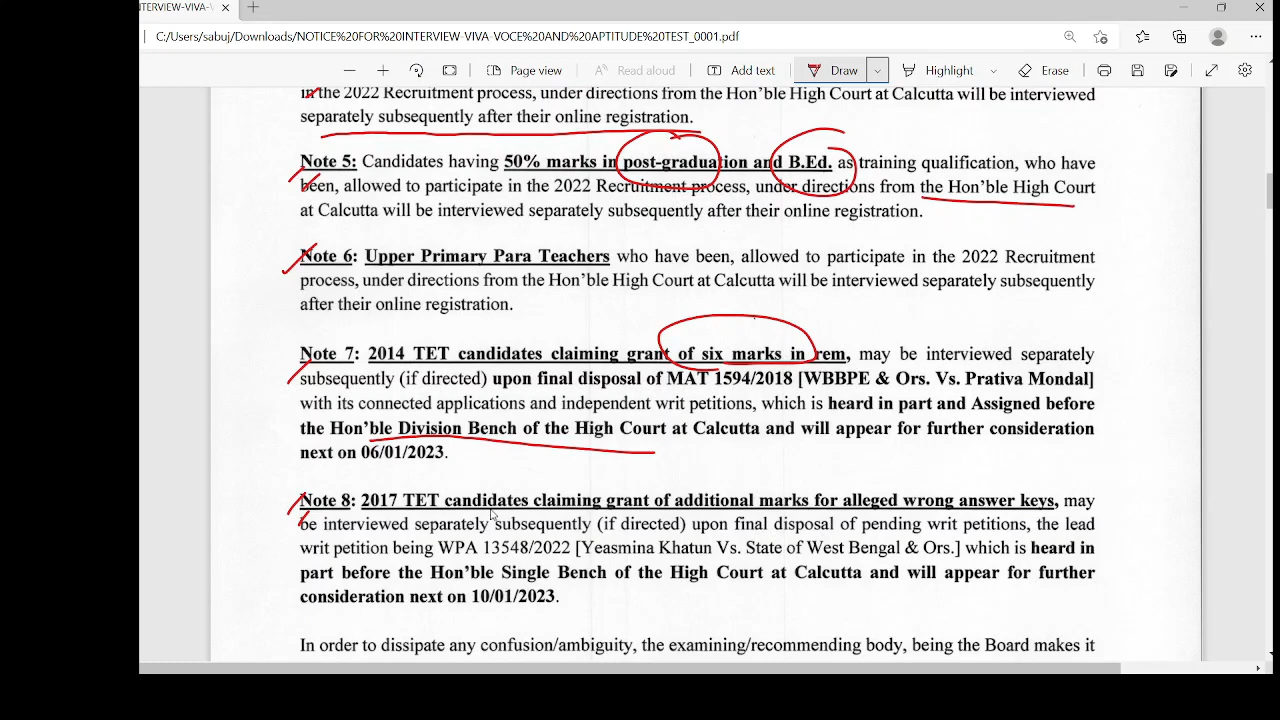 NTERVIEW-VIVA-V
C:/Users/sabuj/Downloads/NOTICE%20FOR%20INTERVIEW-VIVA-VOCE%20AND%20APTITUDE%20TEST_0001.pdf
Page view
Read aloud
Add text
Draw
Highlight
Erase
in the 2022 Recruitment process, under directions from the Hon'ble High Court at Calcutta will be interviewed
separately subsequently after their online registration.
Note 5: Candidates having 50% marks in post-graduation and B.Ed. as training qualification, who have
been, allowed to participate in the 2022 Recruitment process, under directions from the Hon'ble High Court
at Calcutta will be interviewed separately subsequently after their online registration.
Note 6: Upper Primary Para Teachers who have been, allowed to participate in the 2022 Recruitment
process, under directions from the Hon'ble High Court at Calcutta will be interviewed separately subsequently
after their online registration.
Note 7: 2014 TET candidates claiming grant of six marks in rem, may be interviewed separately
subsequently (if directed) upon final disposal of MAT 1594/2018 [WBBPE & Ors. Vs. Prativa Mondal]
with its connected applications and independent writ petitions, which is heard in part and Assigned before
the Hon'ble Division Bench of the High Court at Calcutta and will appear for further consideration
next on 06/01/2023.
Note 8: 2017 TET candidates claiming grant of additional marks for alleged wrong answer keys, may
be interviewed separately subsequently (if directed) upon final disposal of pending writ petitions, the lead
writ petition being WPA 13548/2022 [Yeasmina Khatun Vs. State of West Bengal & Ors.] which is heard in
part before the Hon'ble Single Bench of the High Court at Calcutta and will appear for further
consideration next on 10/01/2023.
In order to dissipate any confusion/ambiguity, the examining/recommending body, being the Board makes it